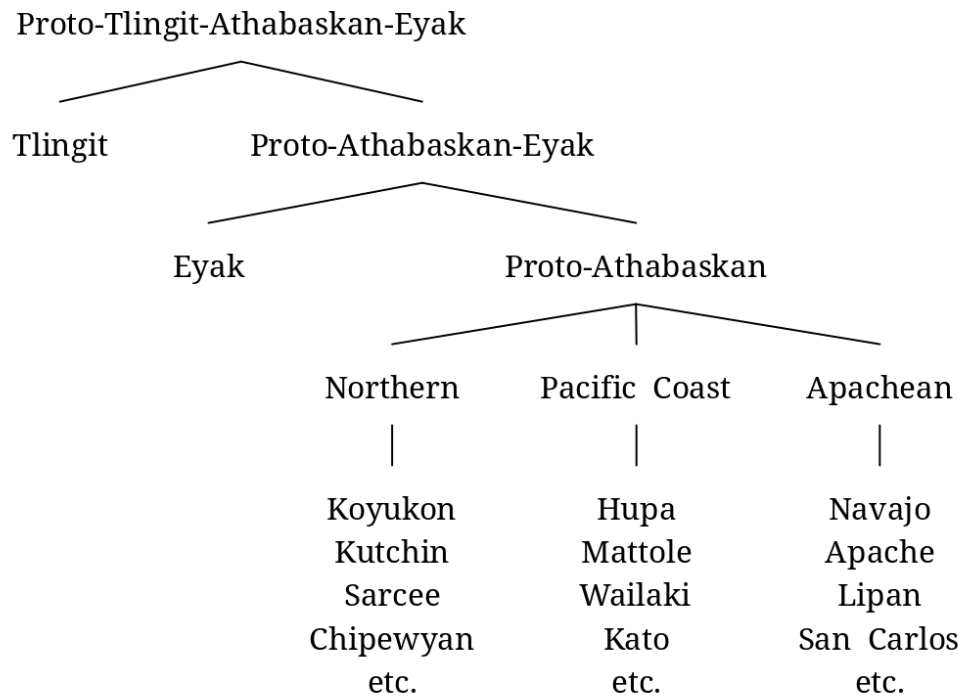 Proto-Tlingit-Athabaskan-Eyak
Tlingit Proto-Athabaskan-Eyak
Eyak Proto-Athabaskan
Northern Pacific Coast Apachean
Koyukon Hupa Navajo
Kutchin Mattole Apache
Sarcee Wailaki Lipan
Chipewyan Kato San Carlos
etc. etc. etc.